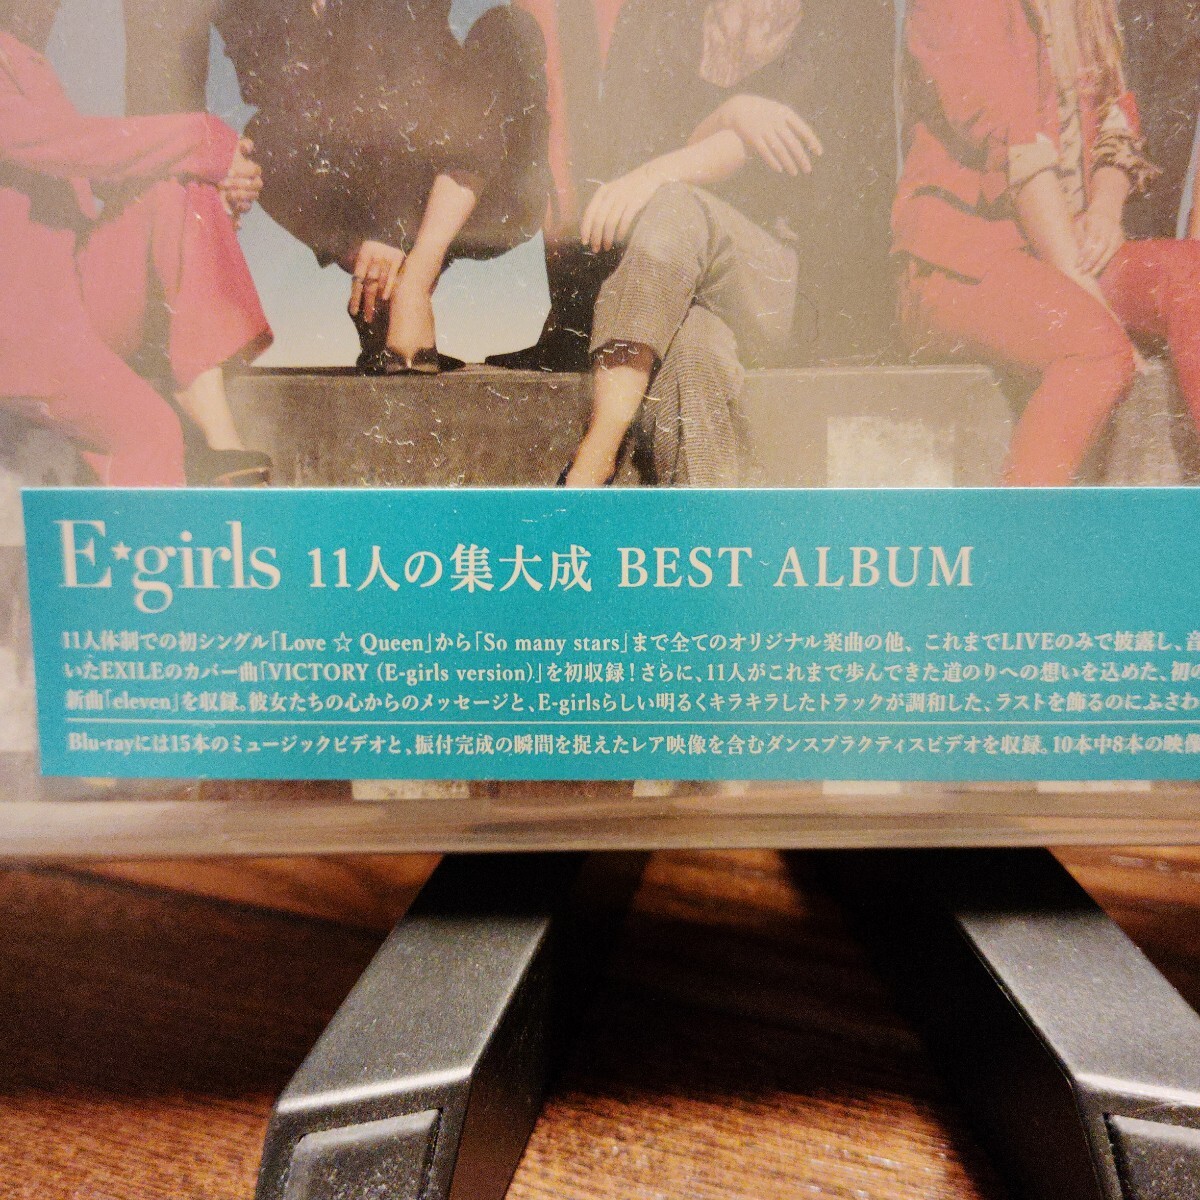 E★girls 11人の集大成 BEST ALBUM
11人体制での初シングル「Love ☆ Queen」から「So many stars」まで全てのオリジナル楽曲の他、これまでLIVEのみで披露し、音
いたEXILEのカバー曲「VICTORY (E-girls version)」を初収録！さらに、11人がこれまで歩んできた道のりへの想いを込めた、初の
新曲「eleven」を収録。彼女たちの心からのメッセージと、E-girlsらしい明るくキラキラしたトラックが調和した、ラストを飾るのにふさわ
Blu-rayには15本のミュージックビデオと、振付完成の瞬間を捉えたレア映像を含むダンスプラクティスビデオを収録。10本中8本の映像